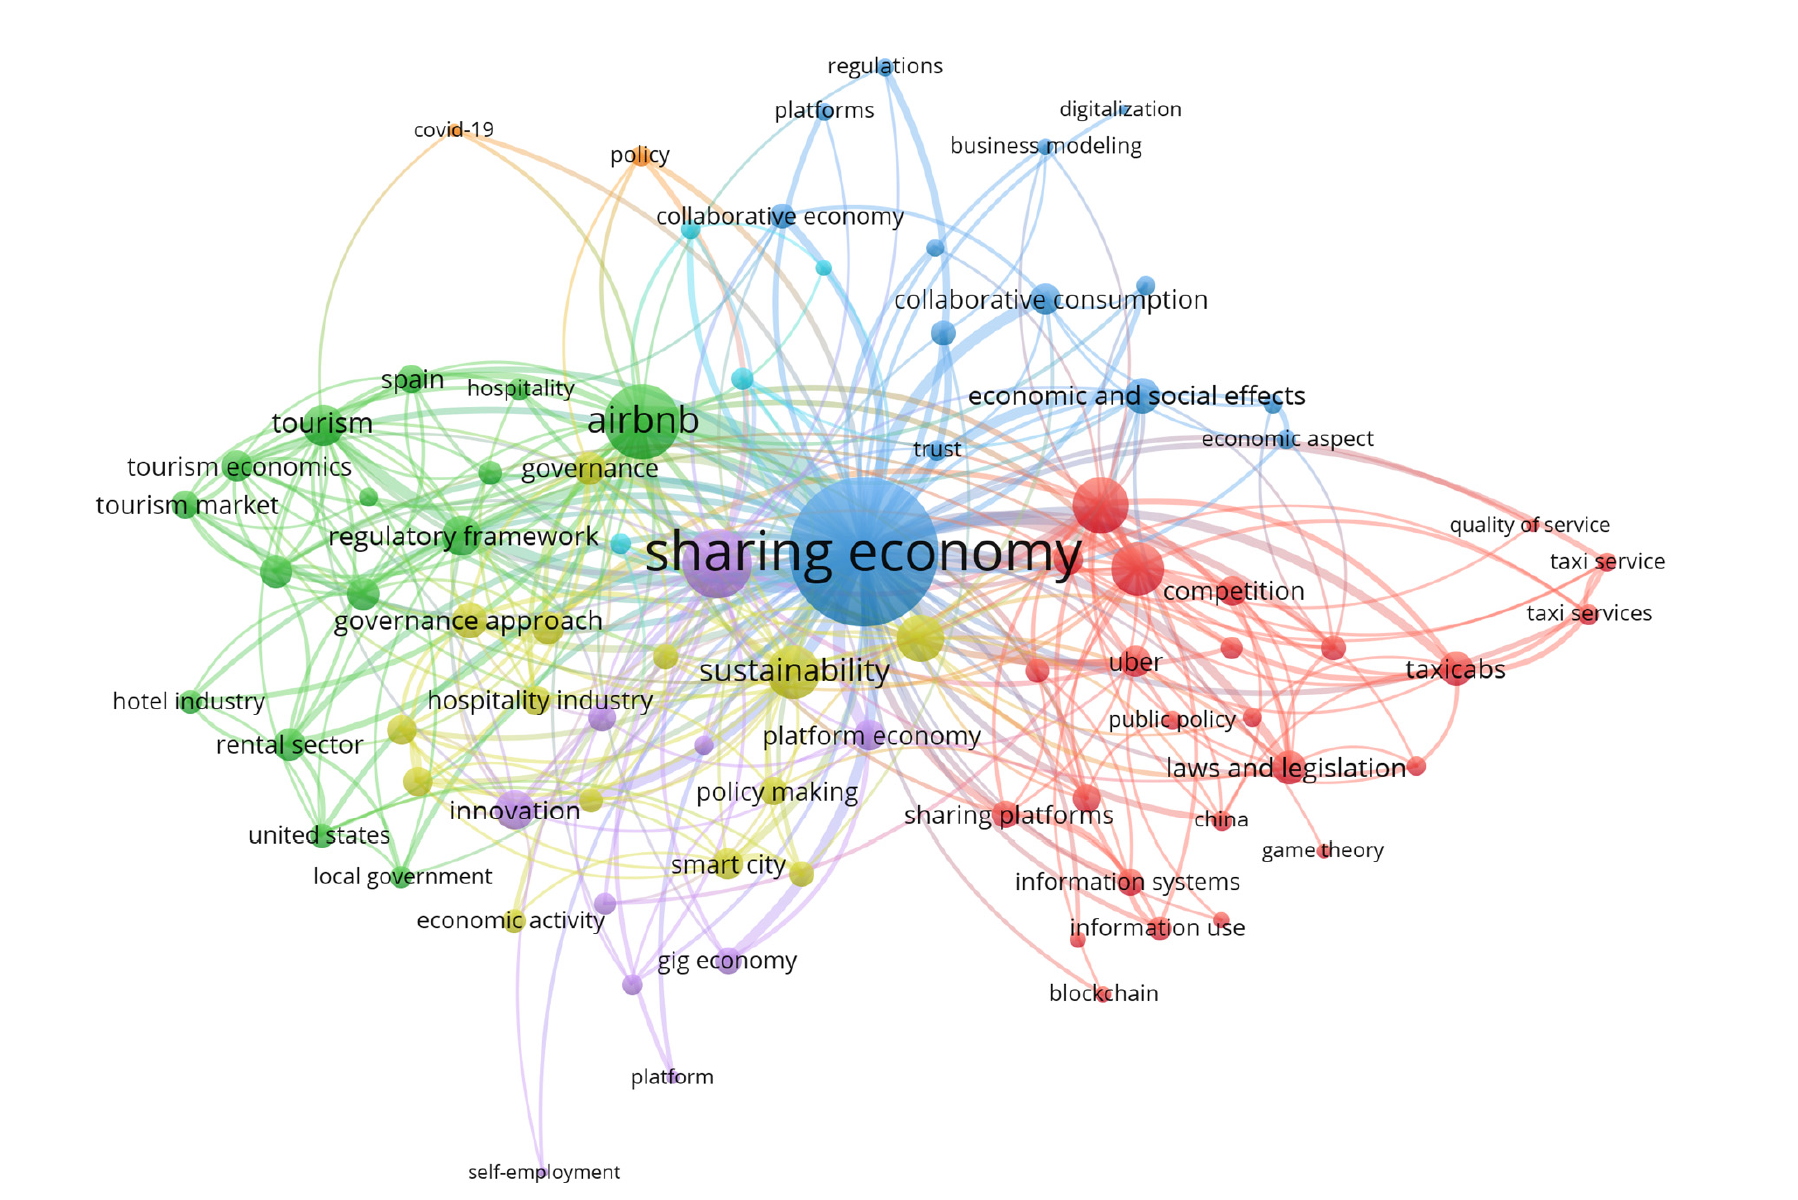 regulations
platforms
digitalization
covid-19
business modeling
policy
collaborative economy
collaborative consumption
spain
hospitality
economic and social effects
airbnb
tourism
economic aspect
trust
tourism economics
governance
tourism market
quality of service
regulatory framework
sharing economy
taxi service
competition
taxi services
governance approach
uber
sustainability
taxicabs
hotel industry
hospitality industry
public policy
platform economy
rental sector
laws and legislation
policy making
innovation
sharing platforms
china
united states
game theory
smart city
local government
information systems
economic activity
information use
gig economy
blockchain
platform
self-employment